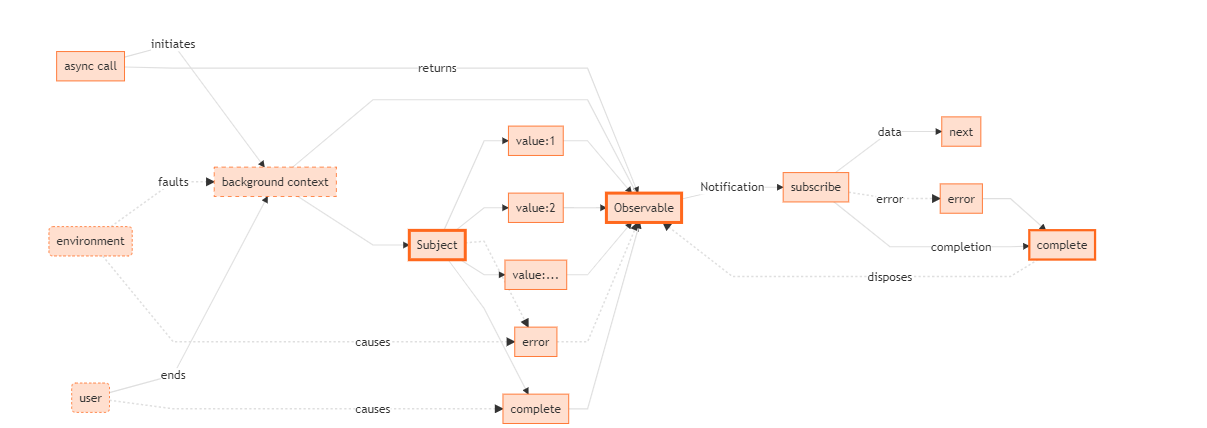 initiates
async call
returns
value:1
data
next
faults
background context
Notification
subscribe
value:2
Observable
error
error
environment
Subject
completion
complete
value:...
disposes
causes
error
ends
user
causes
complete